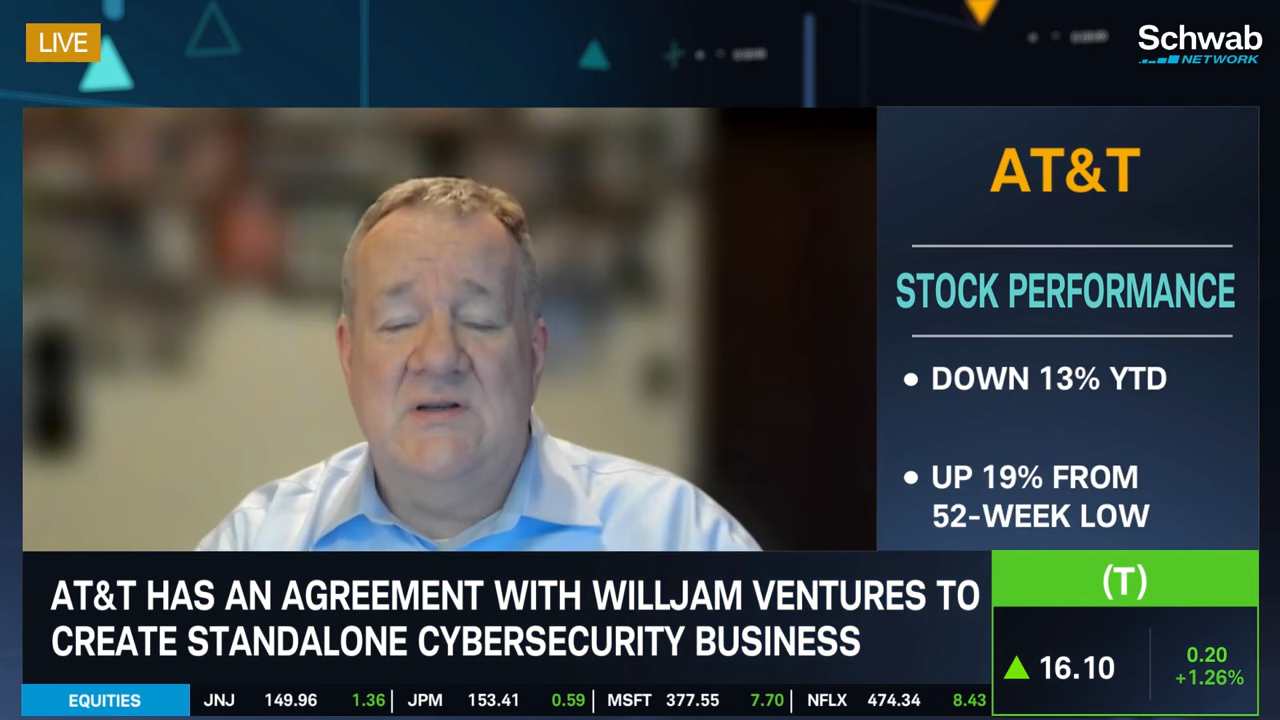 LIVE
Schwab
NETWORK
AT&T
STOCK PERFORMANCE
• DOWN 13% YTD
• UP 19% FROM
52-WEEK LOW
AT&T HAS AN AGREEMENT WITH WILLJAM VENTURES TO
CREATE STANDALONE CYBERSECURITY BUSINESS
(T)
▲ 16.10
0.20
+1.26%
EQUITIES JNJ 149.96 1.36 JPM 153.41 0.59 MSFT 377.55 7.70 NFLX 474.34 8.43